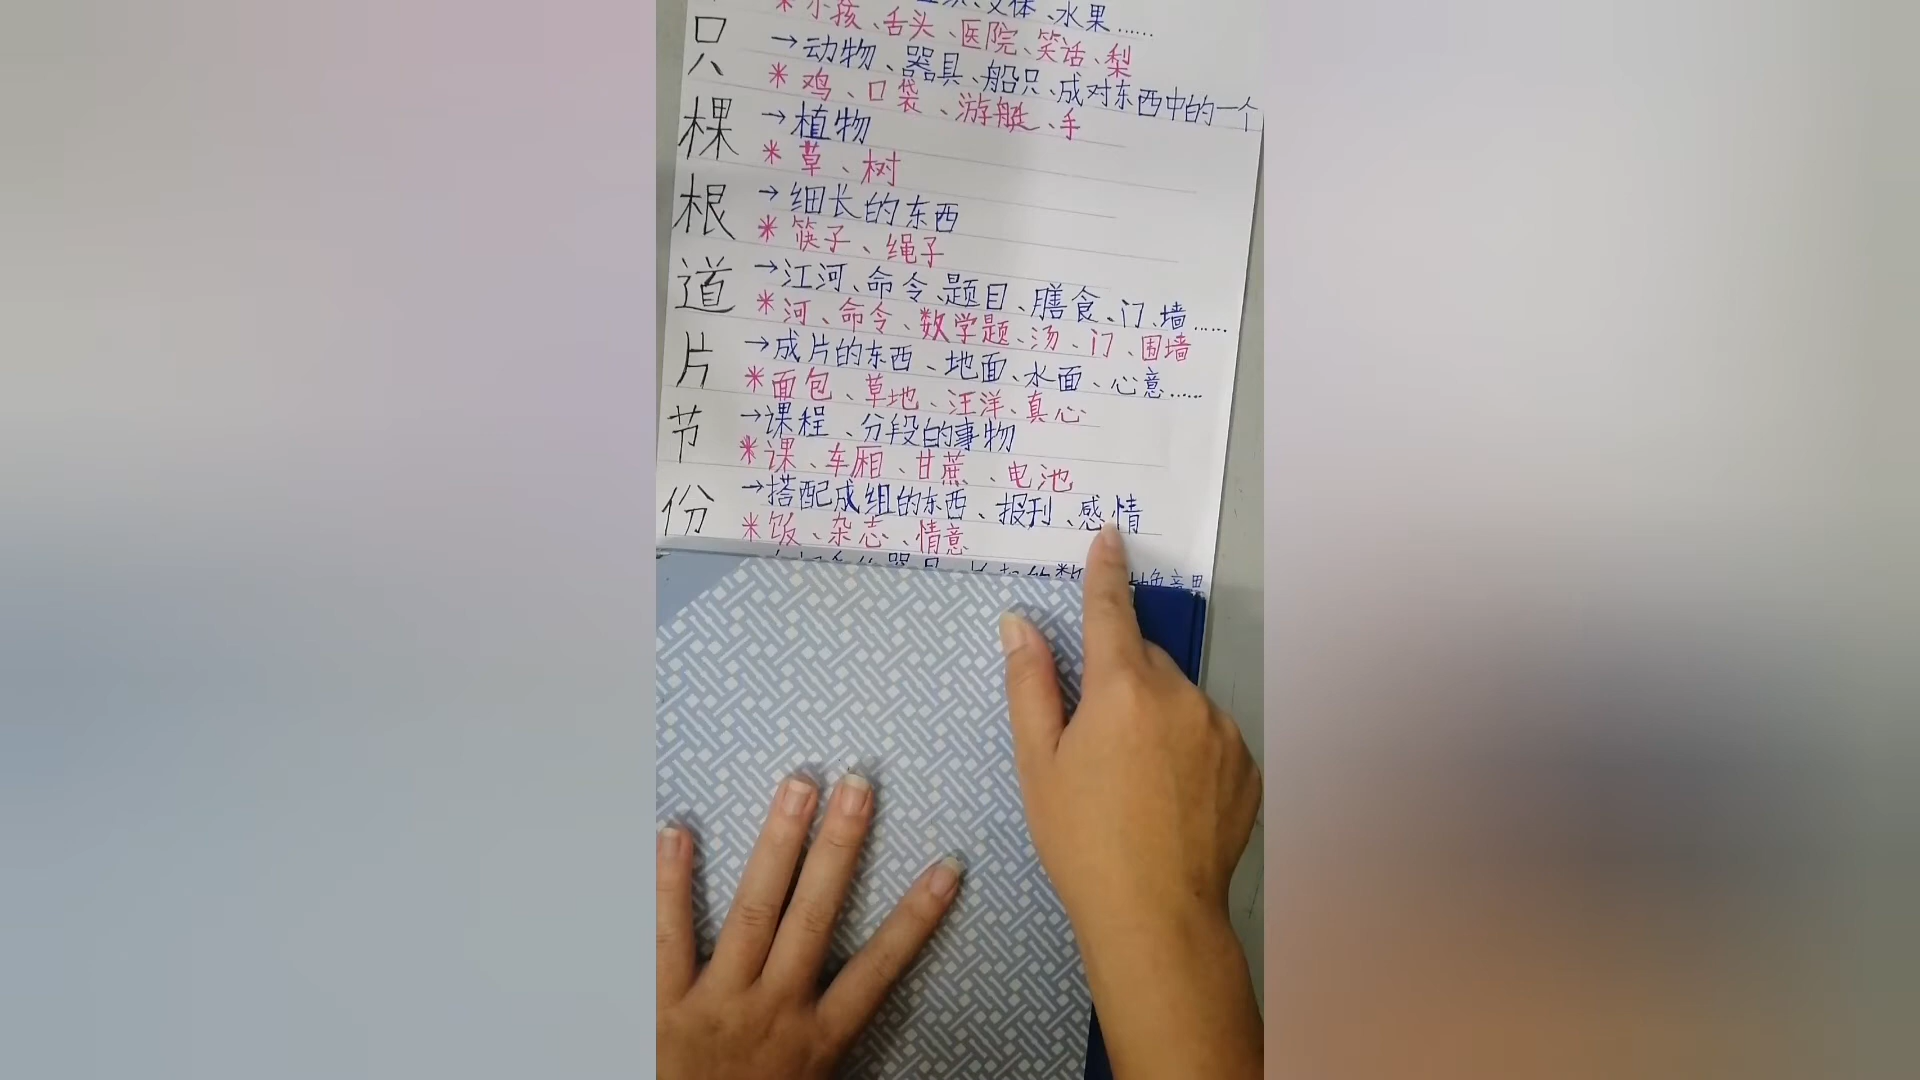 、文体、水果……
*小孩、舌头、医院、笑话、梨
只 →动物、器具、船只、成对东西中的一个
*鸡、口袋、游艇、手
棵 →植物
*草、树
根 →细长的东西
*筷子、绳子
道 →江河、命令、题目、膳食、门、墙……
*河、命令、数学题、汤、门、围墙
片 →成片的东西、地面、水面、心意……
*面包、草地、汪洋、真心
节 →课程、分段的事物
*课、车厢、甘蔗、电池
份 →搭配成组的东西、报刊、感情
*饭、杂志、情意